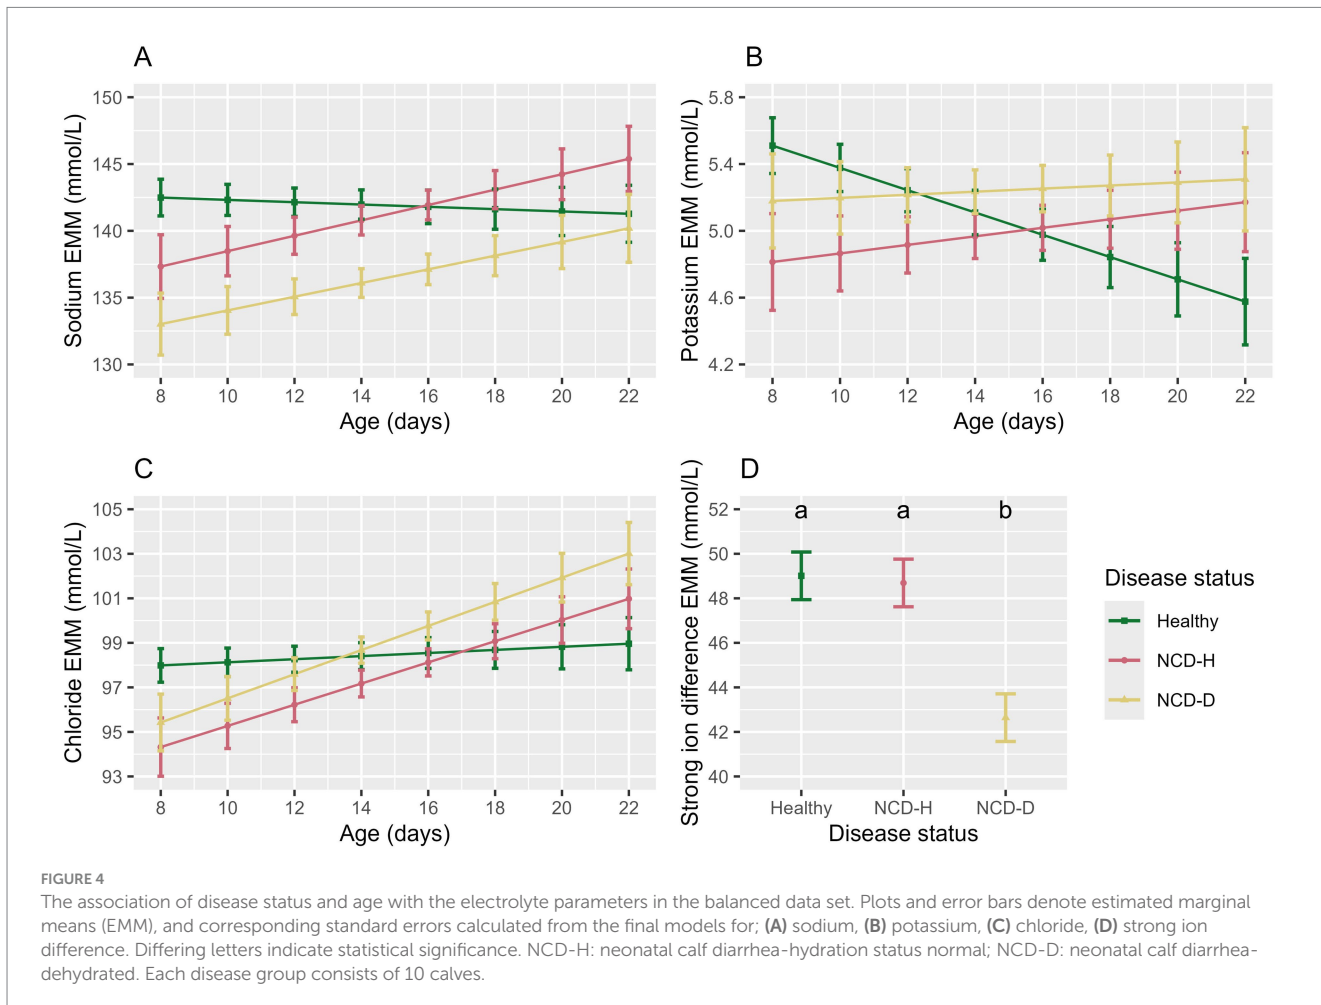 A
Sodium EMM (mmol/L)
150
145
140
135
130
8 10 12 14 16 18 20 22
Age (days)
B
Potassium EMM (mmol/L)
5.8
5.4
5.0
4.6
4.2
8 10 12 14 16 18 20 22
Age (days)
C
Chloride EMM (mmol/L)
105
103
101
99
97
95
93
8 10 12 14 16 18 20 22
Age (days)
D
Strong ion difference EMM (mmol/L)
52
50
48
46
44
42
40
a a b
Healthy NCD-H NCD-D
Disease status
Disease status
Healthy
NCD-H
NCD-D
FIGURE 4
The association of disease status and age with the electrolyte parameters in the balanced data set. Plots and error bars denote estimated marginal
means (EMM), and corresponding standard errors calculated from the final models for; (A) sodium, (B) potassium, (C) chloride, (D) strong ion
difference. Differing letters indicate statistical significance. NCD-H: neonatal calf diarrhea-hydration status normal; NCD-D: neonatal calf diarrhea-
dehydrated. Each disease group consists of 10 calves.